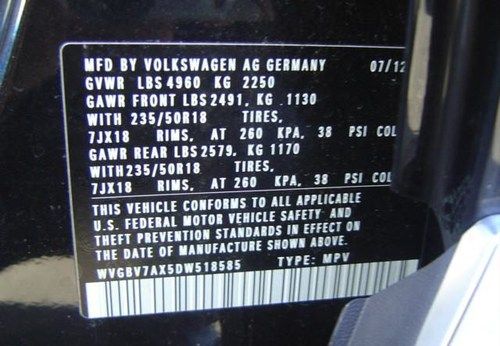 MFD BY VOLKSWAGEN AG GERMANY 07/12
GVWR LBS 4960 KG 2250
GAWR FRONT LBS 2491, KG .1130
WITH 235/50R18 TIRES,
7JX18 RIMS, AT 260 KPA, 38 PSI COL
GAWR REAR LBS 2579, KG 1170
WITH235/50R18 TIRES,
7JX18 RIMS, AT 260 KPA, 38 PSI COL
THIS VEHICLE CONFORMS TO ALL APPLICABLE
U.S. FEDERAL MOTOR VEHICLE SAFETY AND
THEFT PREVENTION STANDARDS IN EFFECT ON
THE DATE OF MANUFACTURE SHOWN ABOVE.
WVGBV7AX5DW518585 TYPE: MPV